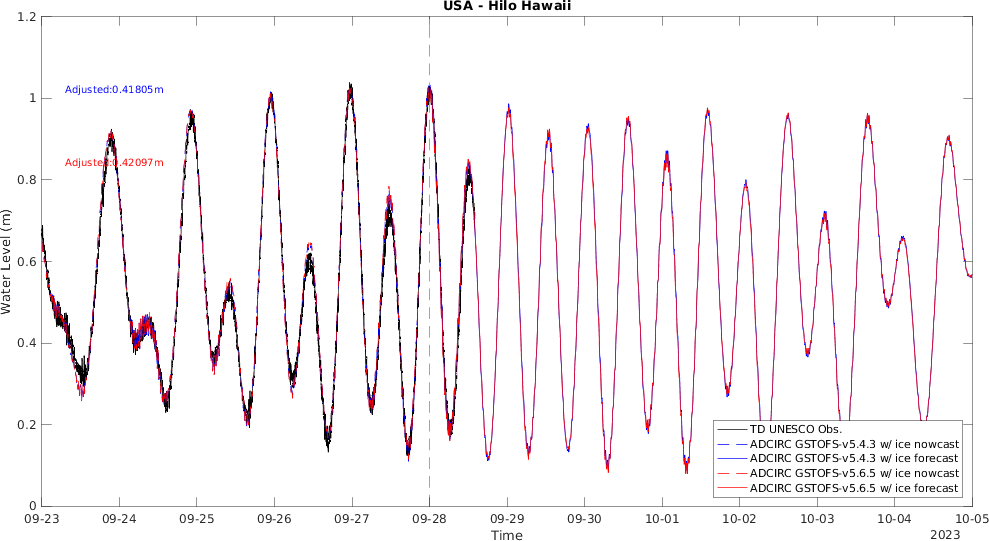 USA - Hilo Hawaii
1.2
1
0.8
0.6
0.4
0.2
0
Water Level (m)
Adjusted:0.41805m
Adjusted:0.42097m
TD UNESCO Obs.
ADCIRC GSTOFS-v5.4.3 w/ ice nowcast
ADCIRC GSTOFS-v5.4.3 w/ ice forecast
ADCIRC GSTOFS-v5.6.5 w/ ice nowcast
ADCIRC GSTOFS-v5.6.5 w/ ice forecast
09-23 09-24 09-25 09-26 09-27 09-28 09-29 09-30 10-01 10-02 10-03 10-04 10-05
Time
2023